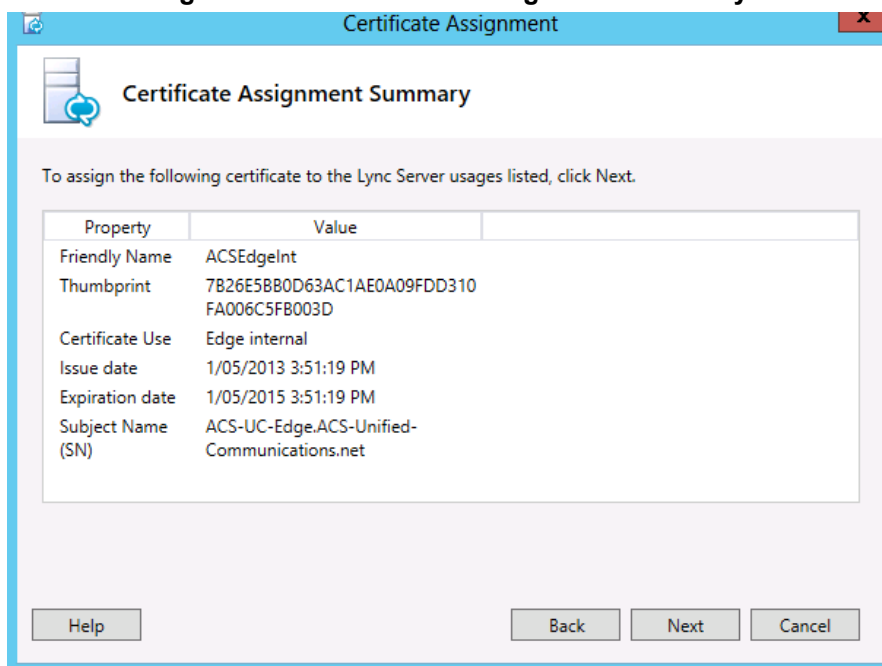 Certificate Assignment
X
Certificate Assignment Summary
To assign the following certificate to the Lync Server usages listed, click Next.
Property Value
Friendly Name ACSEdgeInt
Thumbprint 7B26E5BB0D63AC1AE0A09FDD310
FA006C5FB003D
Certificate Use Edge internal
Issue date 1/05/2013 3:51:19 PM
Expiration date 1/05/2015 3:51:19 PM
Subject Name ACS-UC-Edge.ACS-Unified-
(SN) Communications.net
Help Back Next Cancel